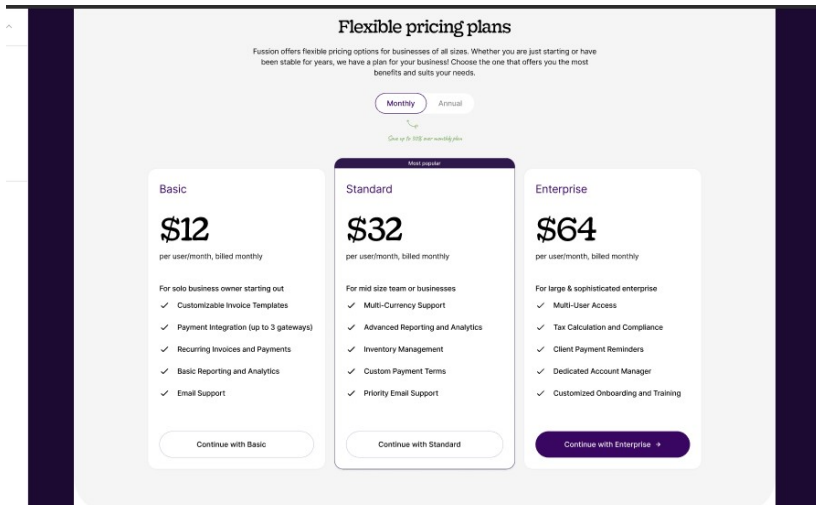 Flexible pricing plans
Fussion offers flexible pricing options for businesses of all sizes. Whether you are just starting or have
been stable for years, we have a plan for your business! Choose the one that offers you the most
benefits and suits your needs.
Monthly
Annual
over monthly plan
Most popular
Basic
$12
per user/month, billed monthly
For solo business owner starting out
Customizable Invoice Templates
Payment Integration (up to 3 gateways)
Recurring Invoices and Payments
Basic Reporting and Analytics
Email Support
Continue with Basic
Standard
$32
per user/month, billed monthly
For mid size team or businesses
Multi-Currency Support
Advanced Reporting and Analytics
Inventory Management
Custom Payment Terms
Priority Email Support
Continue with Standard
Enterprise
$64
per user/month, billed monthly
For large & sophisticated enterprise
Multi-User Access
Tax Calculation and Compliance
Client Payment Reminders
Dedicated Account Manager
Customized Onboarding and Training
Continue with Enterprise →